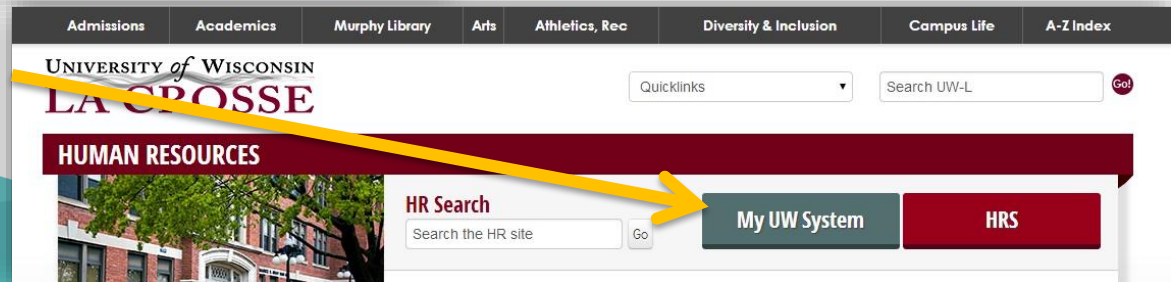 Admissions Academics Murphy Library Arts Athletics, Rec Diversity & Inclusion Campus Life A-Z Index
UNIVERSITY of WISCONSIN
LA CROSSE
Quicklinks Search UW-L Go!
HUMAN RESOURCES
HR Search
Search the HR site Go
My UW System HRS